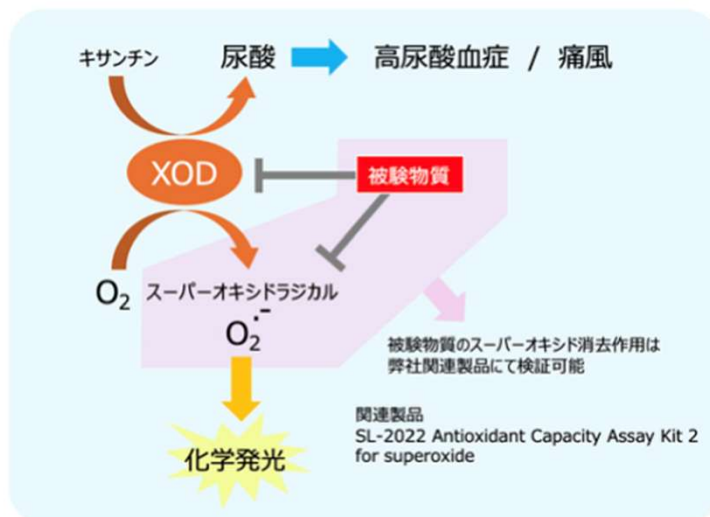 キサンチン
尿酸
高尿酸血症 / 痛風
XOD
被験物質
O₂
スーパーオキシドラジカル
O₂・⁻
被験物質のスーパーオキシド消去作用は
弊社関連製品にて検証可能
化学発光
関連製品
SL-2022 Antioxidant Capacity Assay Kit 2
for superoxide